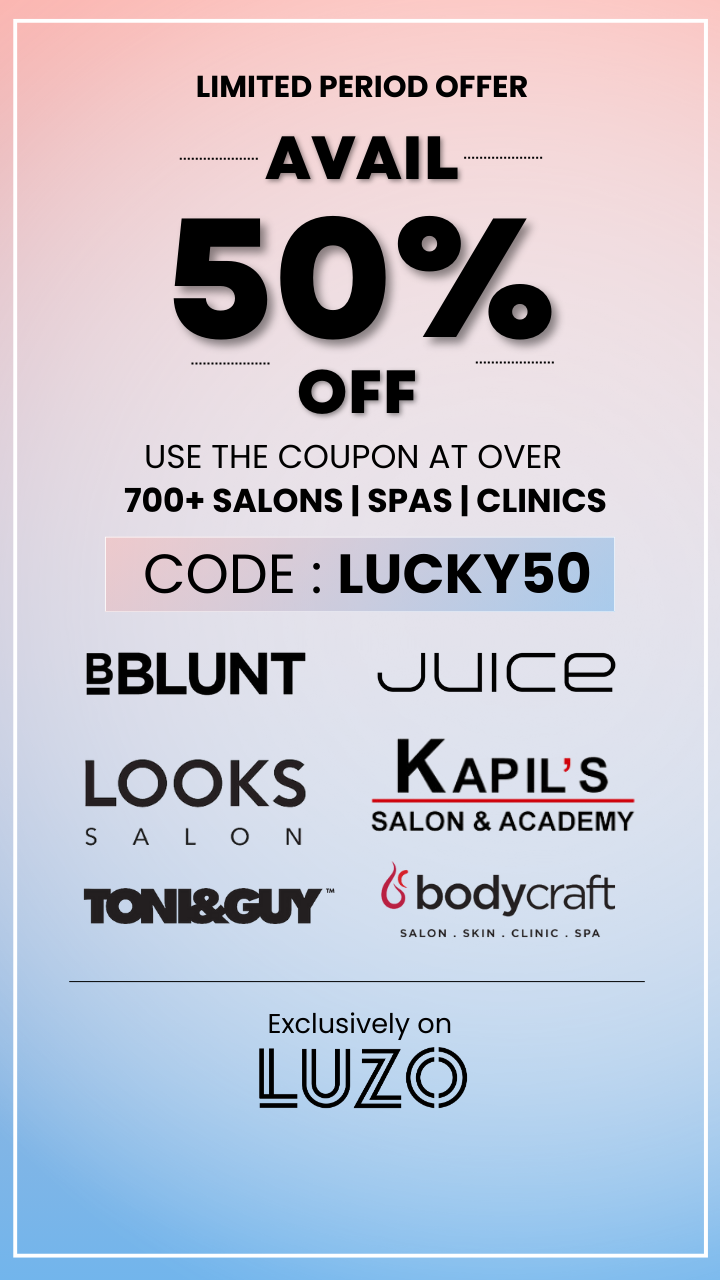 LIMITED PERIOD OFFER
AVAIL
50%
OFF
USE THE COUPON AT OVER
700+ SALONS | SPAS | CLINICS
CODE : LUCKY50
BBLUNT
JUICE
LOOKS
SALON
KAPIL'S
SALON & ACADEMY
TONI&GUY™
bodycraft
SALON . SKIN . CLINIC . SPA
Exclusively on
LUZO